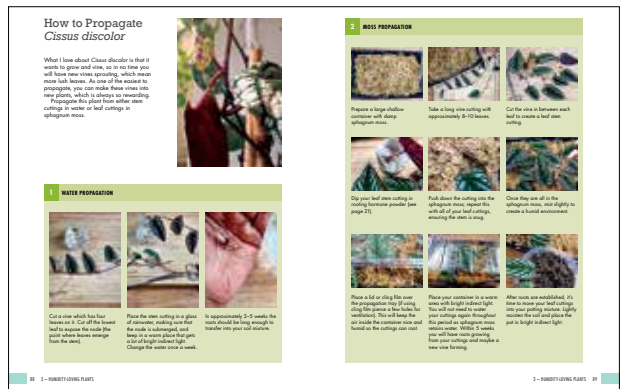 How to Propagate
Cissus discolor
What I love about Cissus discolor is that it
wants to grow and vine, so in no time you
will have new vines sprouting, which mean
more lush leaves. As one of the easiest to
propagate, you can make these vines into
new plants, which is always so rewarding.
Propagate this plant from either stem
cuttings in water or leaf cuttings in
sphagnum moss.
1 WATER PROPAGATION
Cut a vine which has four
leaves on it. Cut off the lowest
leaf to expose the node (the
point where leaves emerge
from the stem).
Place the stem cutting in a glass
of rainwater, making sure that
the node is submerged, and
keep in a warm place that gets
a lot of bright indirect light.
Change the water once a week.
In approximately 3–5 weeks the
roots should be long enough to
transfer into your soil mixture.
88 3 – HUMIDITY-LOVING PLANTS
2 MOSS PROPAGATION
Prepare a large shallow
container with damp
sphagnum moss.
Take a long vine cutting with
approximately 8–10 leaves.
Cut the vine in between each
leaf to create a leaf stem
cutting.
Dip your leaf stem cutting in
rooting hormone powder (see
page 21).
Push down the cutting into the
sphagnum moss; repeat this
with all of your leaf cuttings,
ensuring the stem is snug.
Once they are all in the
sphagnum moss, mist slightly to
create a humid environment.
Place a lid or cling film over
the propagation tray (if using
cling film pierce a few holes for
ventilation). This will keep the
air inside the container nice and
humid so the cuttings can root.
Place your container in a warm
area with bright indirect light.
You will not need to water
your cuttings again throughout
this period as sphagnum moss
retains water. Within 5 weeks
you will have roots growing
from your cuttings and maybe a
new vine forming.
After roots are established, it's
time to move your leaf cuttings
into your potting mixture. Lightly
moisten the soil and place the
pot in bright indirect light.
3 – HUMIDITY-LOVING PLANTS 89